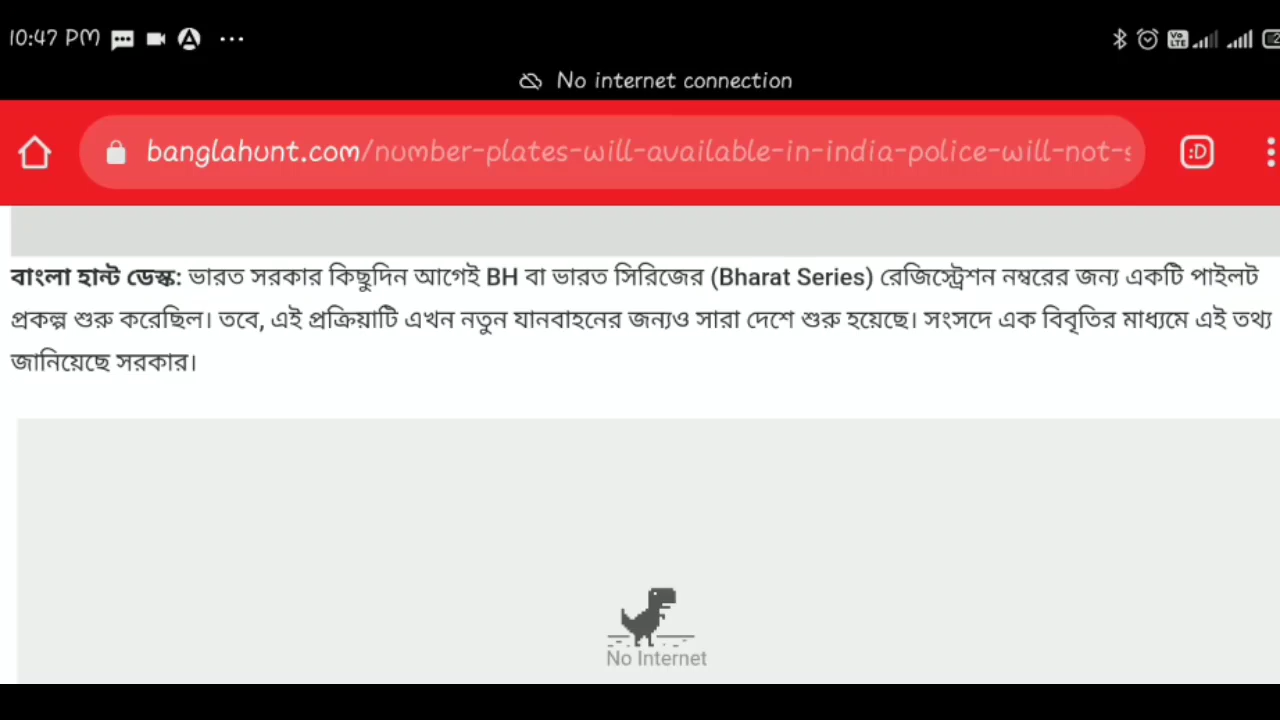 10:47 PM
No internet connection
banglahunt.com/number-plates-will-available-in-india-police-will-not-
:D
বাংলা হান্ট ডেস্ক: ভারত সরকার কিছুদিন আগেই BH বা ভারত সিরিজের (Bharat Series) রেজিস্ট্রেশন নম্বরের জন্য একটি পাইলট
প্রকল্প শুরু করেছিল। তবে, এই প্রক্রিয়াটি এখন নতুন যানবাহনের জন্যও সারা দেশে শুরু হয়েছে। সংসদে এক বিবৃতির মাধ্যমে এই তথ্য
জানিয়েছে সরকার।
No Internet